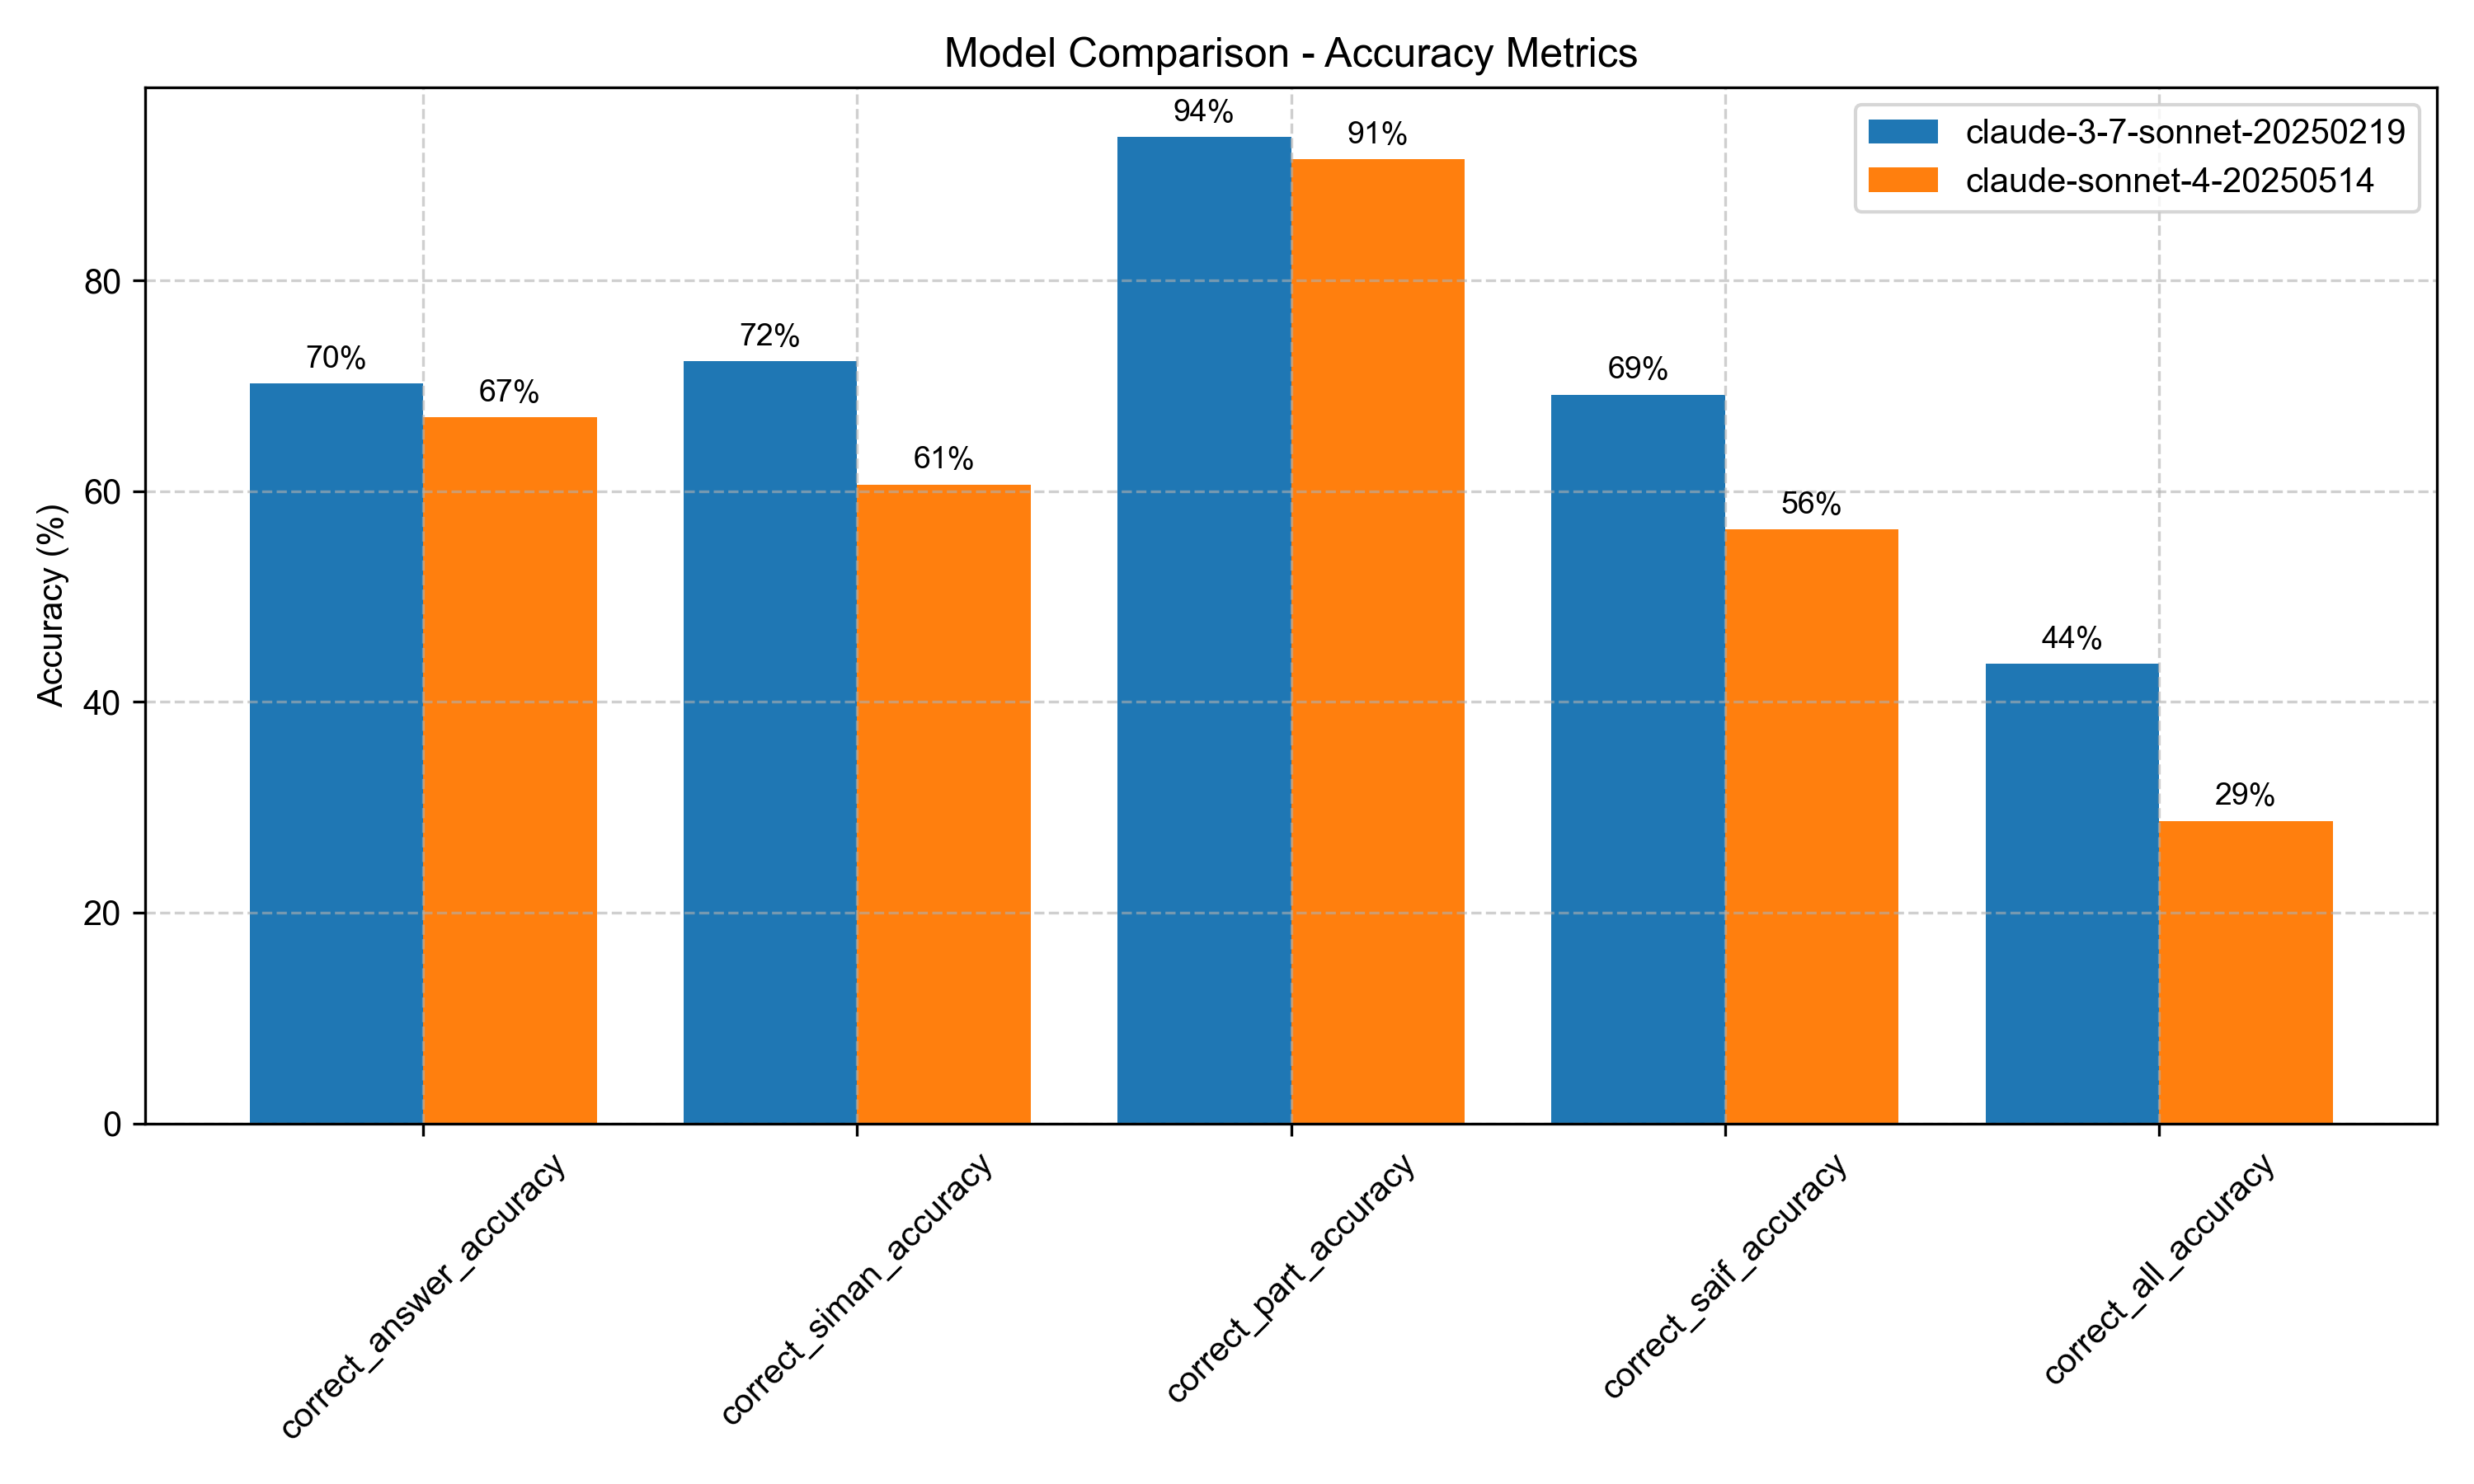 Model Comparison - Accuracy Metrics
claude-3-7-sonnet-20250219
claude-sonnet-4-20250514
Accuracy (%)
80
60
40
20
0
70%
67%
72%
61%
94%
91%
69%
56%
44%
29%
correct_answer_accuracy
correct_siman_accuracy
correct_part_accuracy
correct_saif_accuracy
correct_all_accuracy